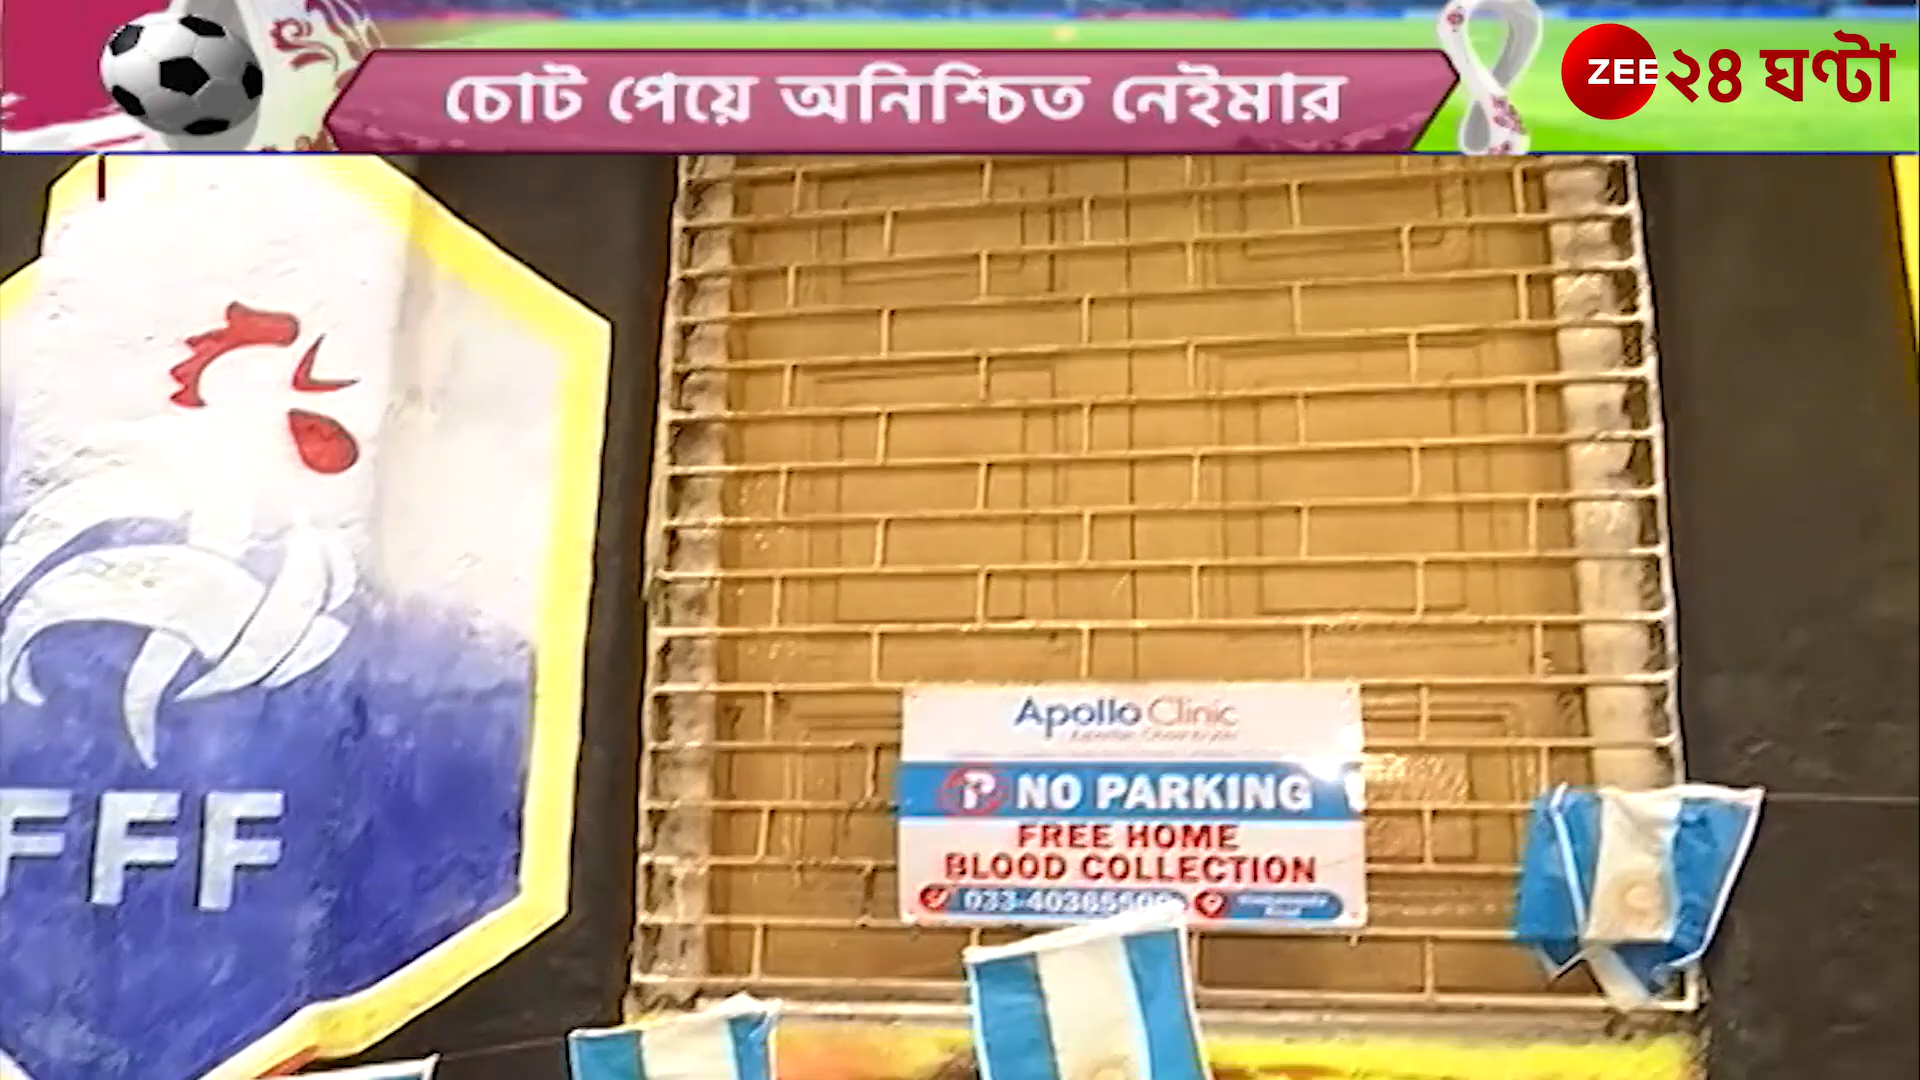 চোট পেয়ে অনিশ্চিত নেইমার
ZEE ২৪ ঘণ্টা
Apollo Clinic
NO PARKING
FREE HOME
BLOOD COLLECTION
FFF